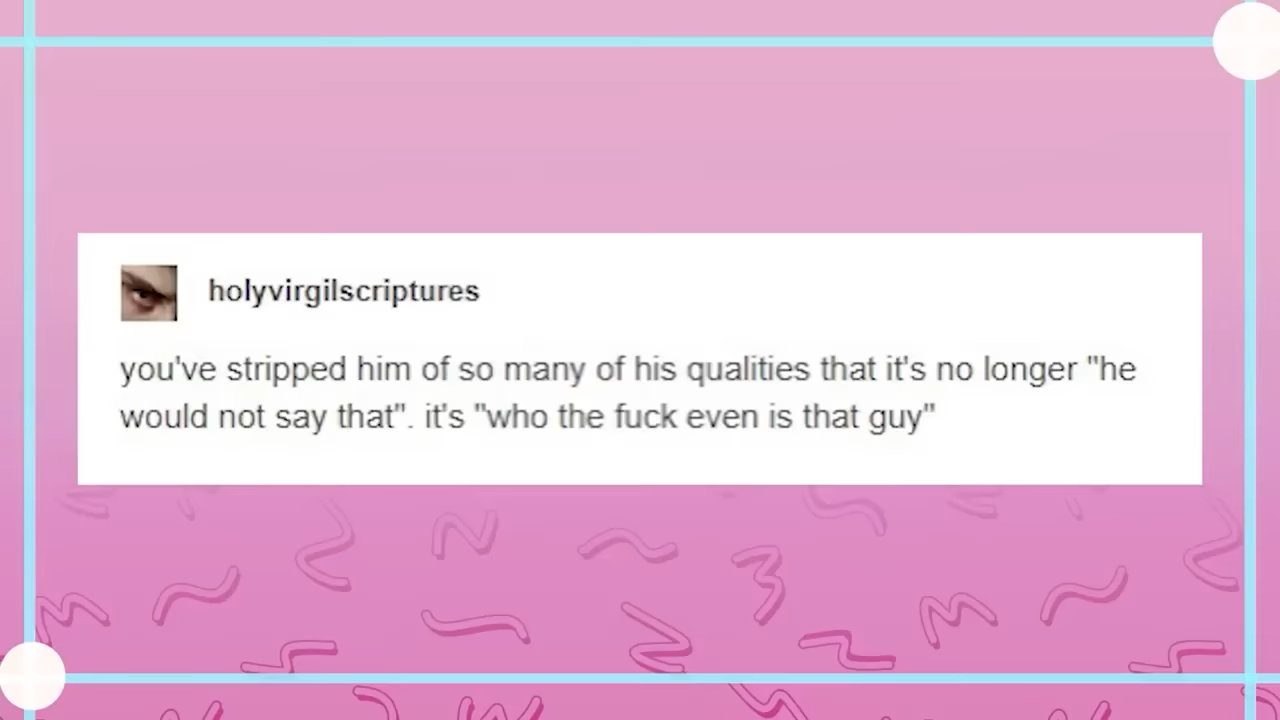 holyvirgilscriptures
you've stripped him of so many of his qualities that it's no longer "he
would not say that". it's "who the fuck even is that guy"